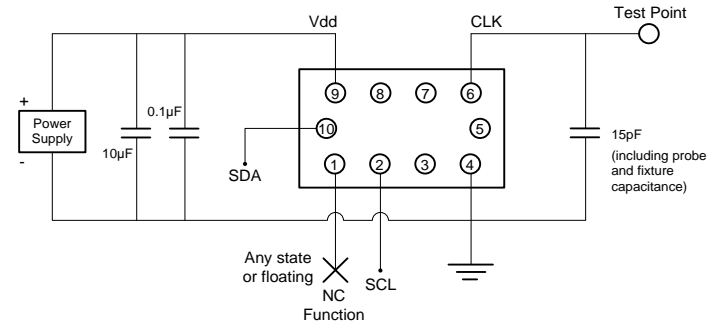 Test Point
Vdd
CLK
+
Power
Supply
-
10µF
0.1µF
9
8
7
6
10
5
1
2
3
4
SDA
15pF
(including probe
and fixture
capacitance)
Any state
or floating
NC
Function
SCL